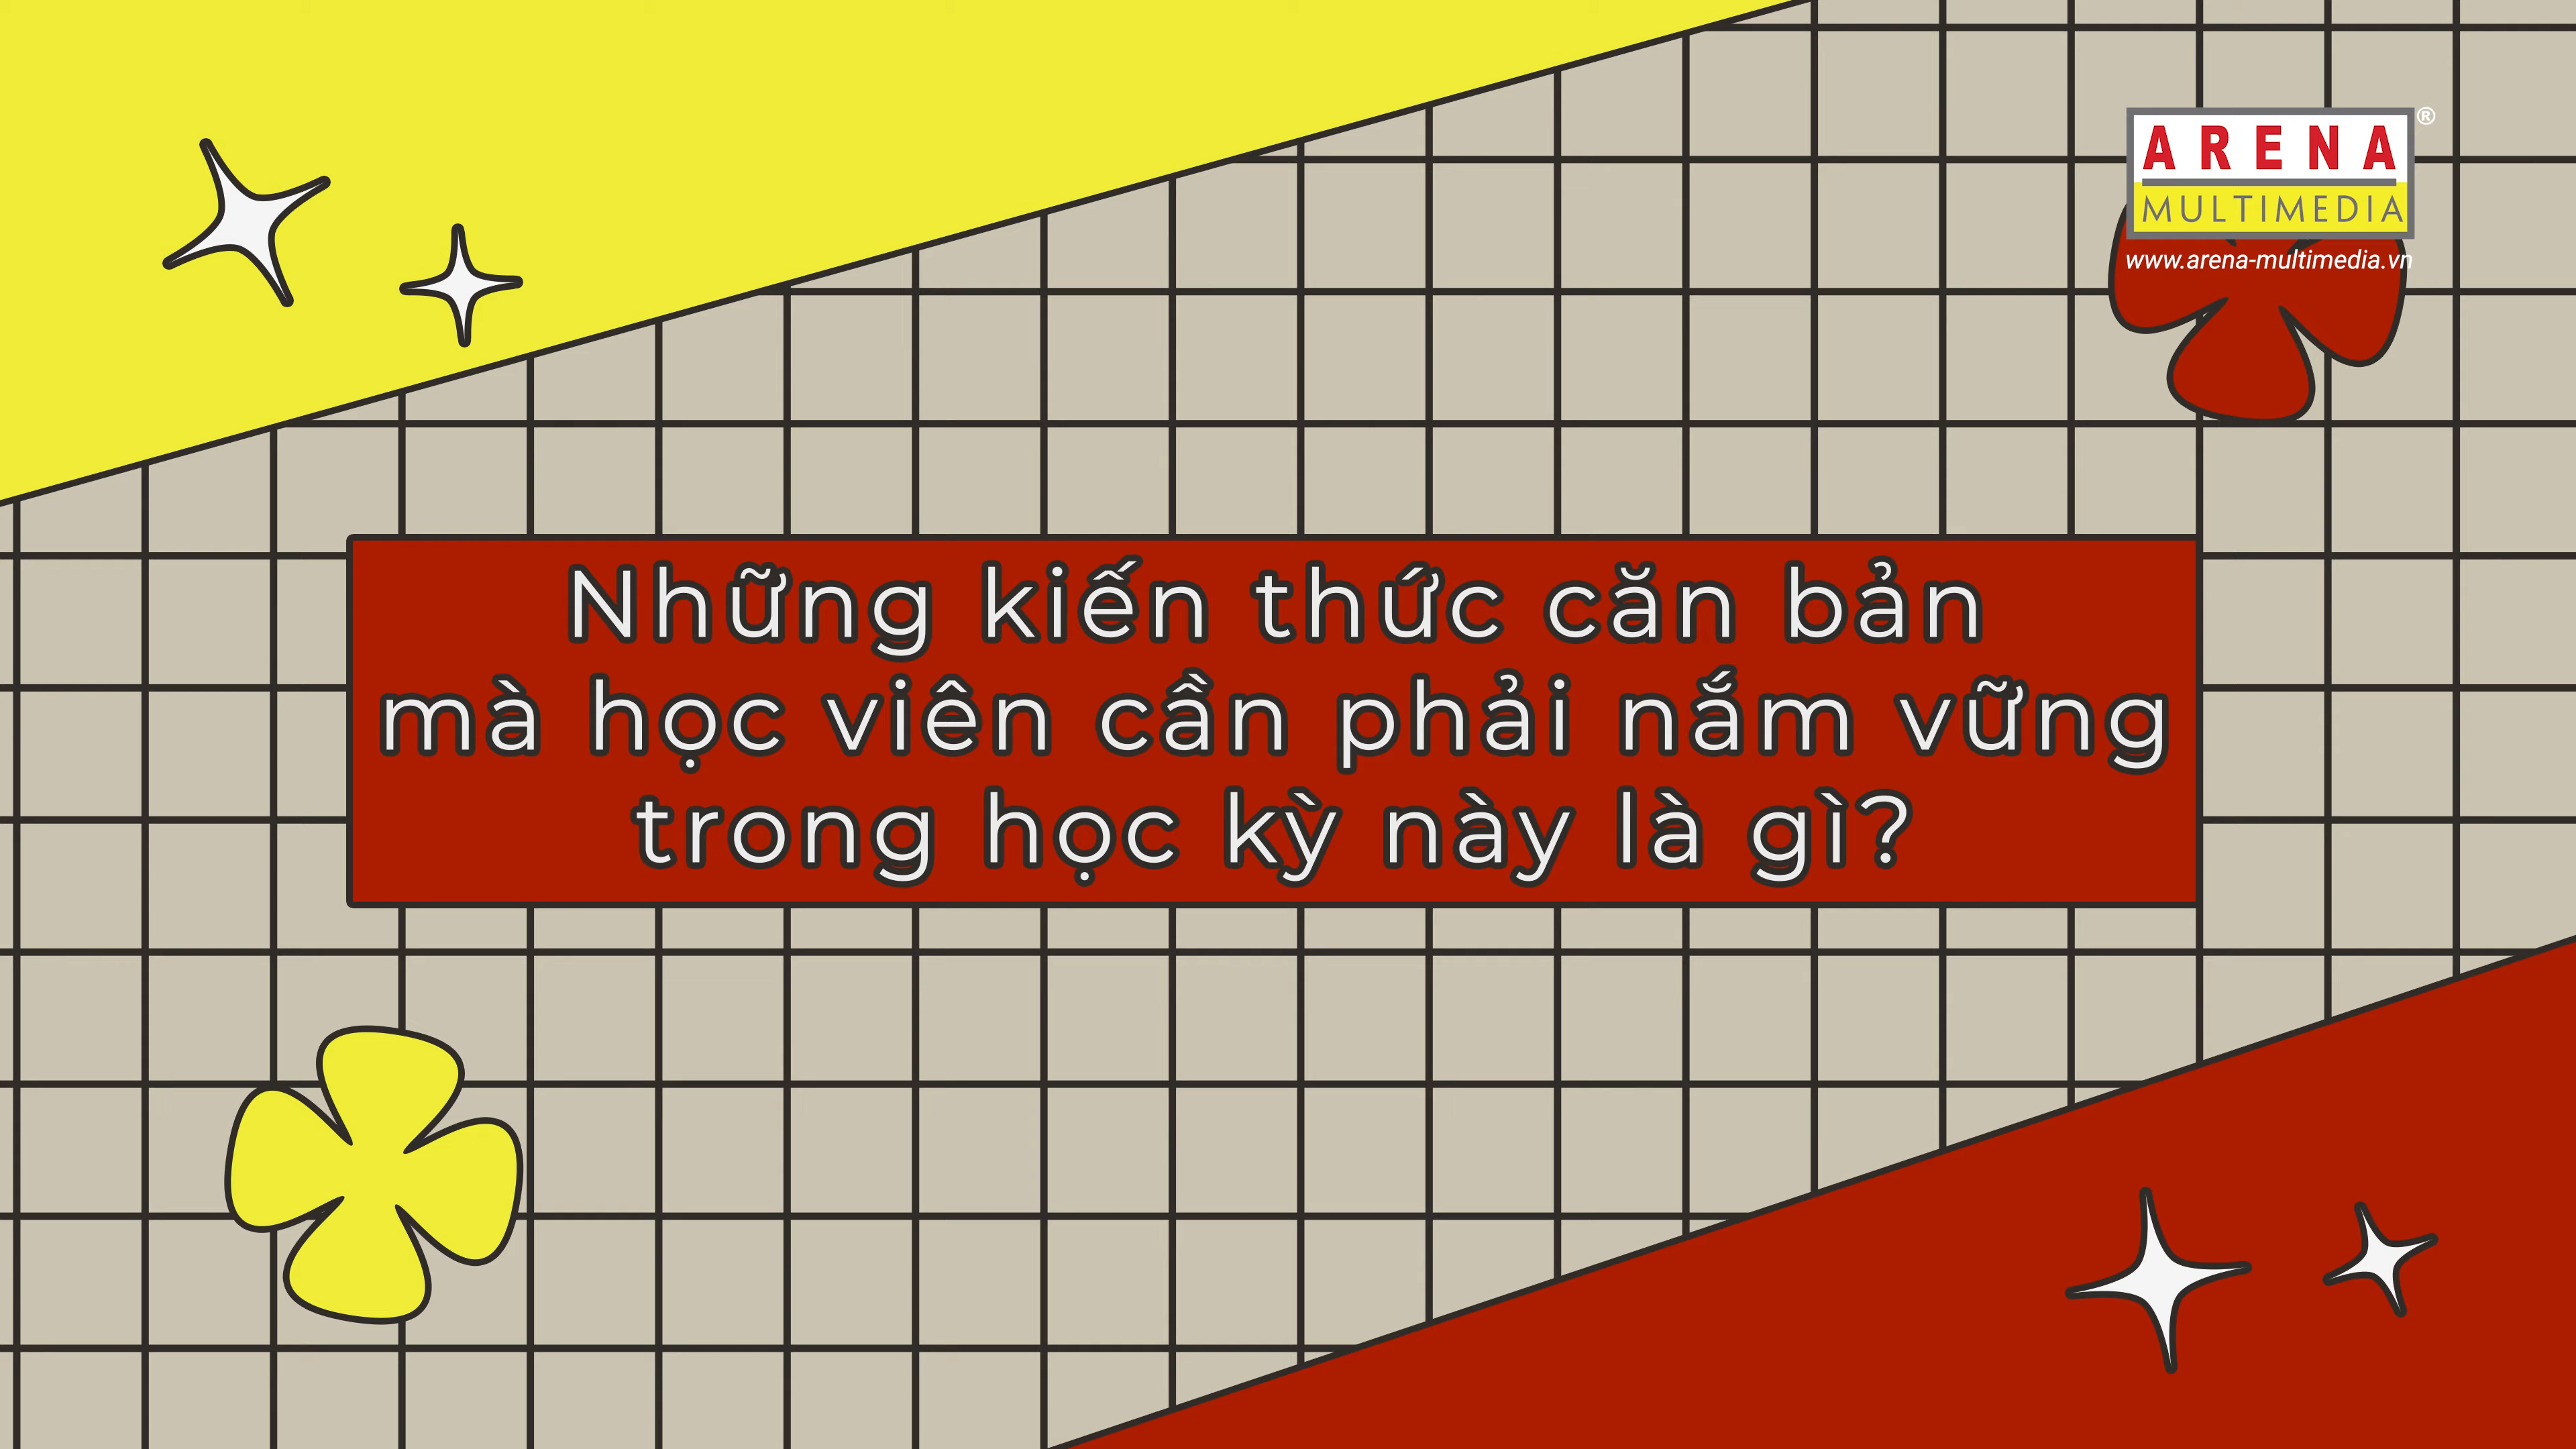 ARENA
MULTIMEDIA
®
www.arena-multimedia.vn
Những kiến thức căn bản
mà học viên cần phải nắm vững
trong học kỳ này là gì?